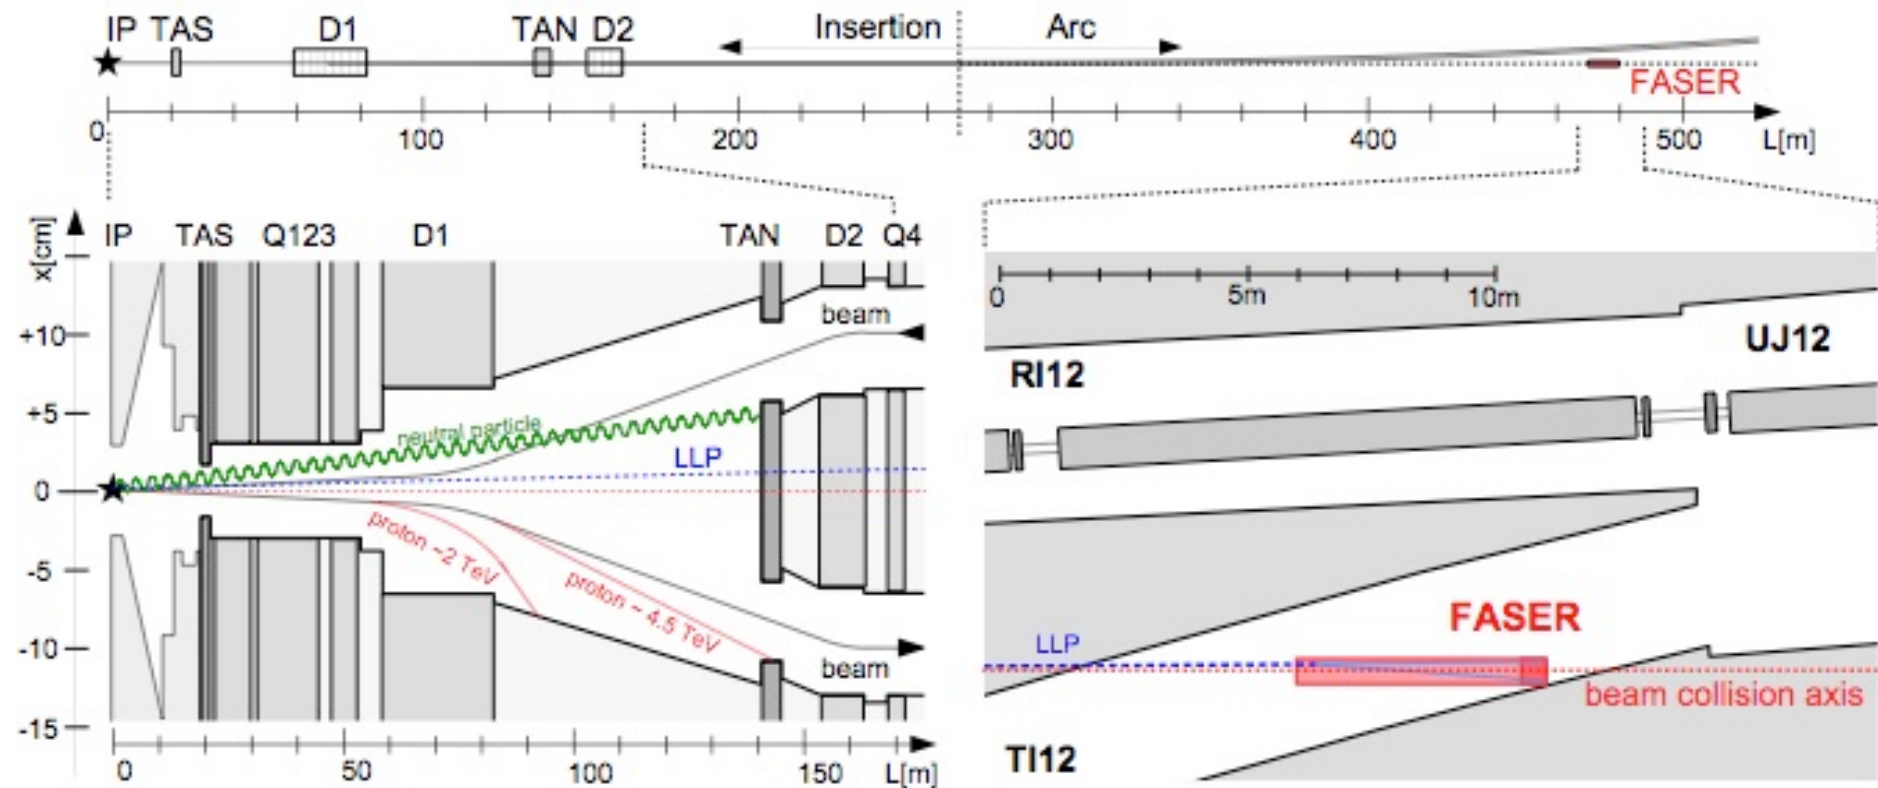 IP TAS D1 TAN D2 Insertion Arc
FASER
0 100 200 300 400 500 L[m]
x[cm]
IP TAS Q123 D1 TAN D2 Q4
+10
+5
0
-5
-10
-15
beam
neutral particle
LLP
proton ~2 TeV
proton ~ 4.5 TeV
beam
0 50 100 150 L[m]
0 5m 10m
UJ12
RI12
FASER
LLP
beam collision axis
TI12